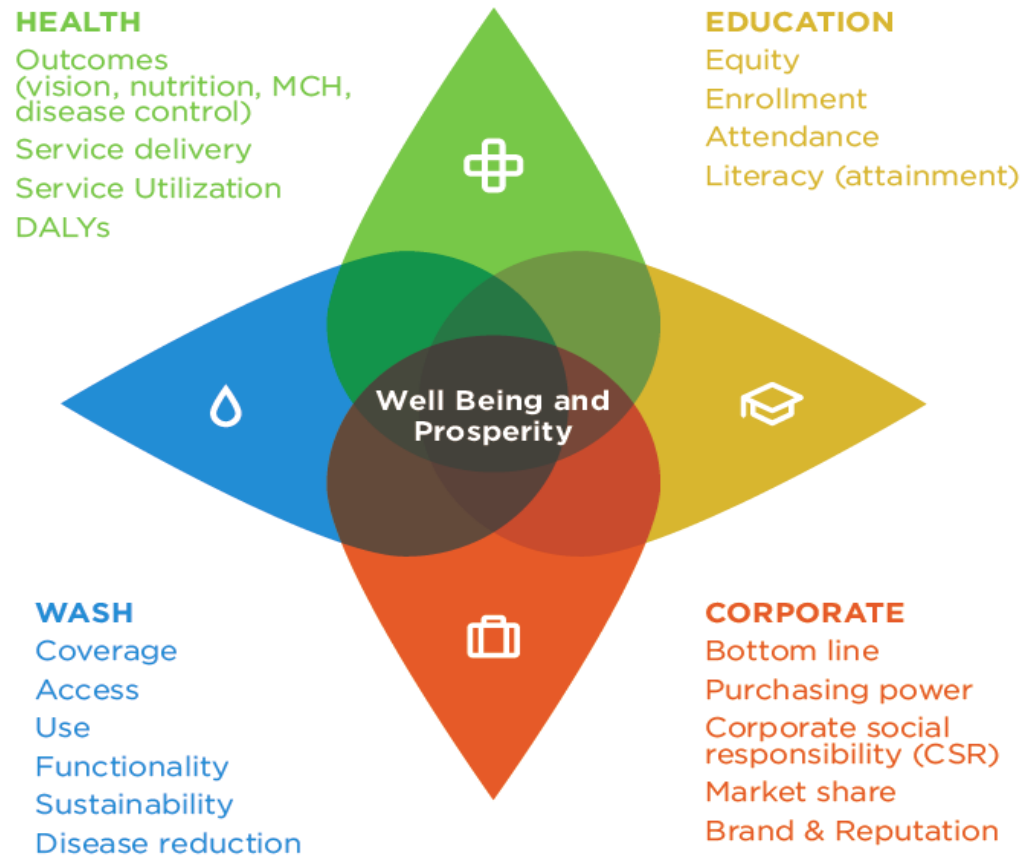 HEALTH
Outcomes
(vision, nutrition, MCH,
disease control)
Service delivery
Service Utilization
DALYs
EDUCATION
Equity
Enrollment
Attendance
Literacy (attainment)
Well Being and
Prosperity
WASH
Coverage
Access
Use
Functionality
Sustainability
Disease reduction
CORPORATE
Bottom line
Purchasing power
Corporate social
responsibility (CSR)
Market share
Brand & Reputation